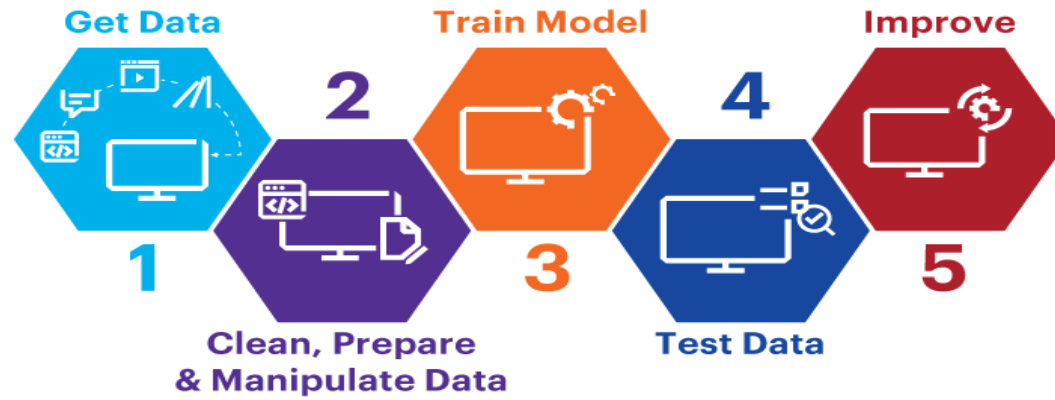 Get Data
1
2
Clean, Prepare
& Manipulate Data
Train Model
3
4
Test Data
Improve
5